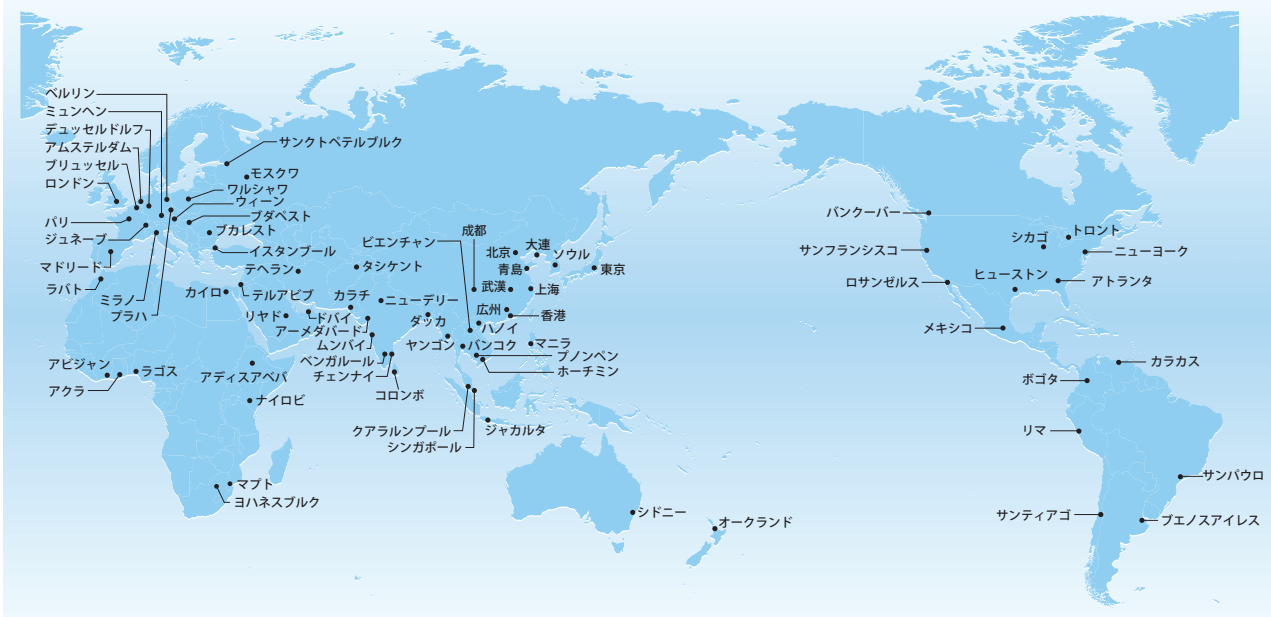 ベルリン
ミュンヘン
デュッセルドルフ
アムステルダム
ブリュッセル
ロンドン
パリ
ジュネーブ
マドリード
ラバト
ミラノ
プラハ
サンクトペテルブルク
モスクワ
ワルシャワ
ウィーン
ブダペスト
ブカレスト
イスタンブール
テヘラン
タシケント
カイロ
テルアビブ
リヤド
ドバイ
カラチ
ニューデリー
アーメダバード
ムンバイ
ベンガルール
チェンナイ
コロンボ
ダッカ
ヤンゴン
ビエンチャン
成都
北京
大連
ソウル
青島
東京
武漢
上海
広州
香港
ハノイ
バンコク
マニラ
プノンペン
ホーチミン
クアラルンプール
シンガポール
ジャカルタ
アビジャン
アクラ
ラゴス
アディスアベバ
ナイロビ
マプト
ヨハネスブルク
シドニー
オークランド
バンクーバー
サンフランシスコ
ロサンゼルス
シカゴ
トロント
ニューヨーク
ヒューストン
アトランタ
メキシコ
カラカス
ボゴタ
リマ
サンパウロ
サンティアゴ
ブエノスアイレス